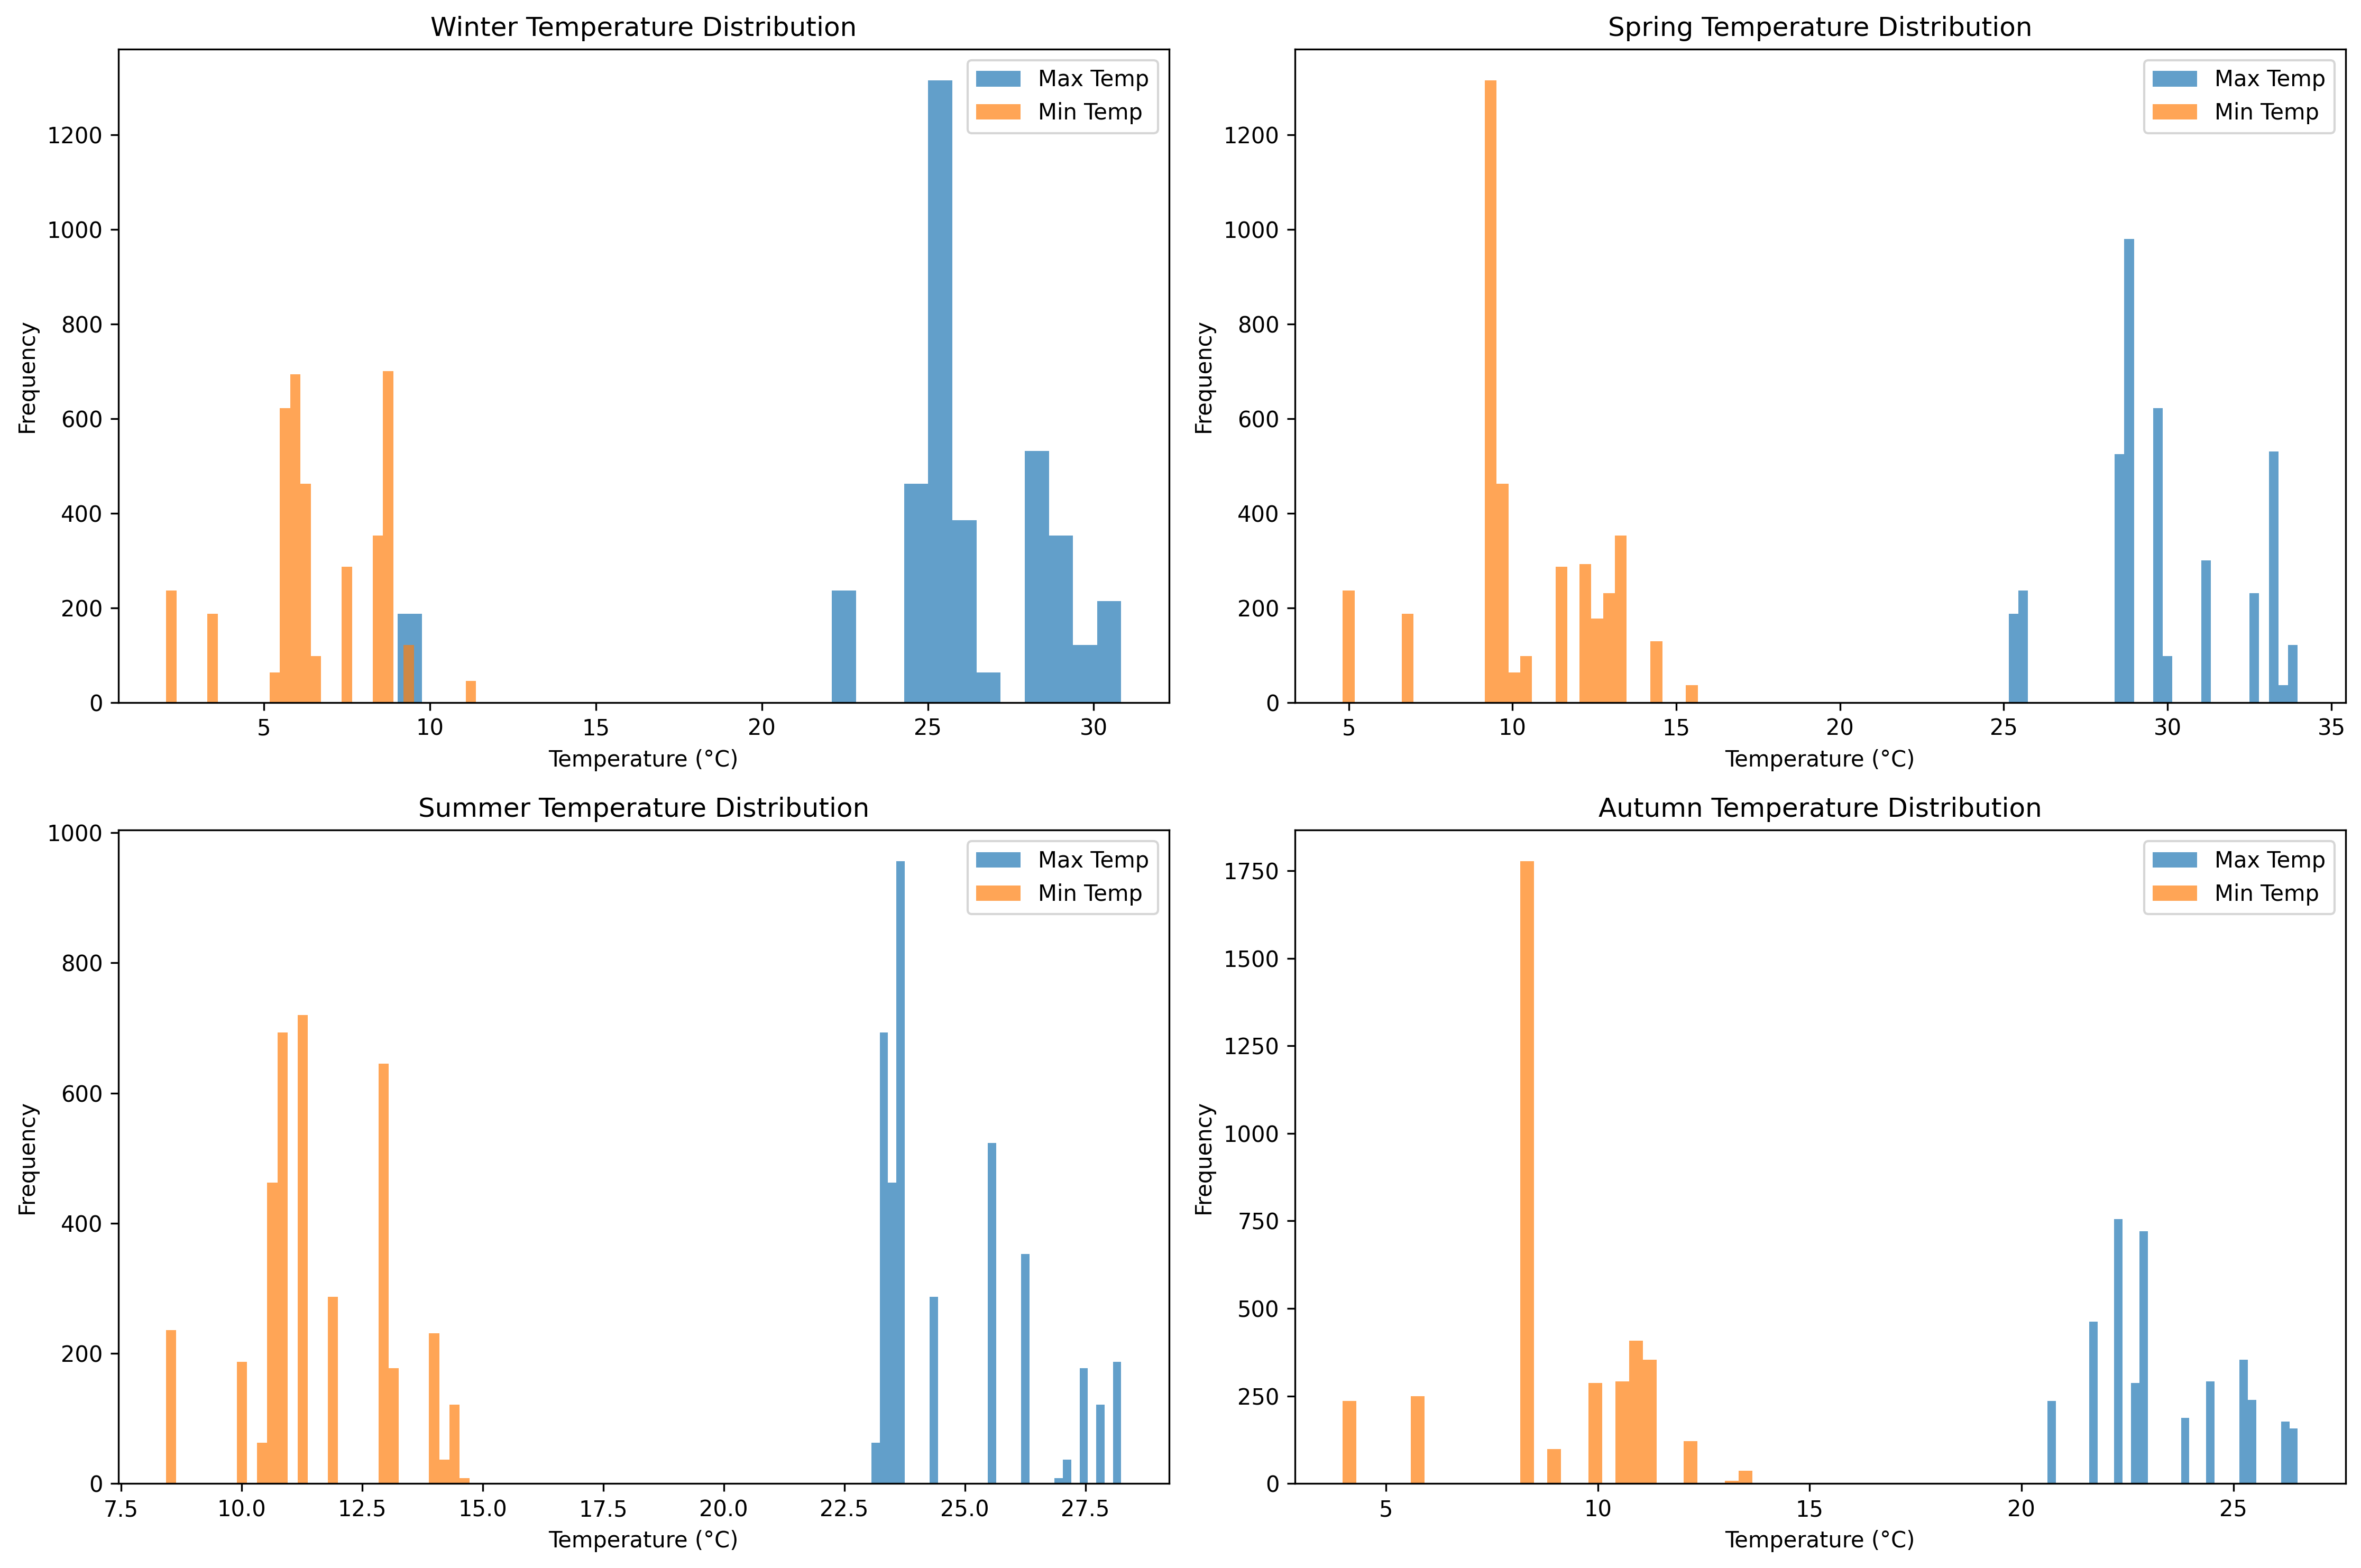 Winter Temperature Distribution
Max Temp
Min Temp
1200
1000
800
600
400
200
0
Frequency
5
10
15
20
25
30
Temperature (°C)
Spring Temperature Distribution
Max Temp
Min Temp
1200
1000
800
600
400
200
0
Frequency
5
10
15
20
25
30
35
Temperature (°C)
Summer Temperature Distribution
Max Temp
Min Temp
1000
800
600
400
200
0
Frequency
7.5
10.0
12.5
15.0
17.5
20.0
22.5
25.0
27.5
Temperature (°C)
Autumn Temperature Distribution
Max Temp
Min Temp
1750
1500
1250
1000
750
500
250
0
Frequency
5
10
15
20
25
Temperature (°C)